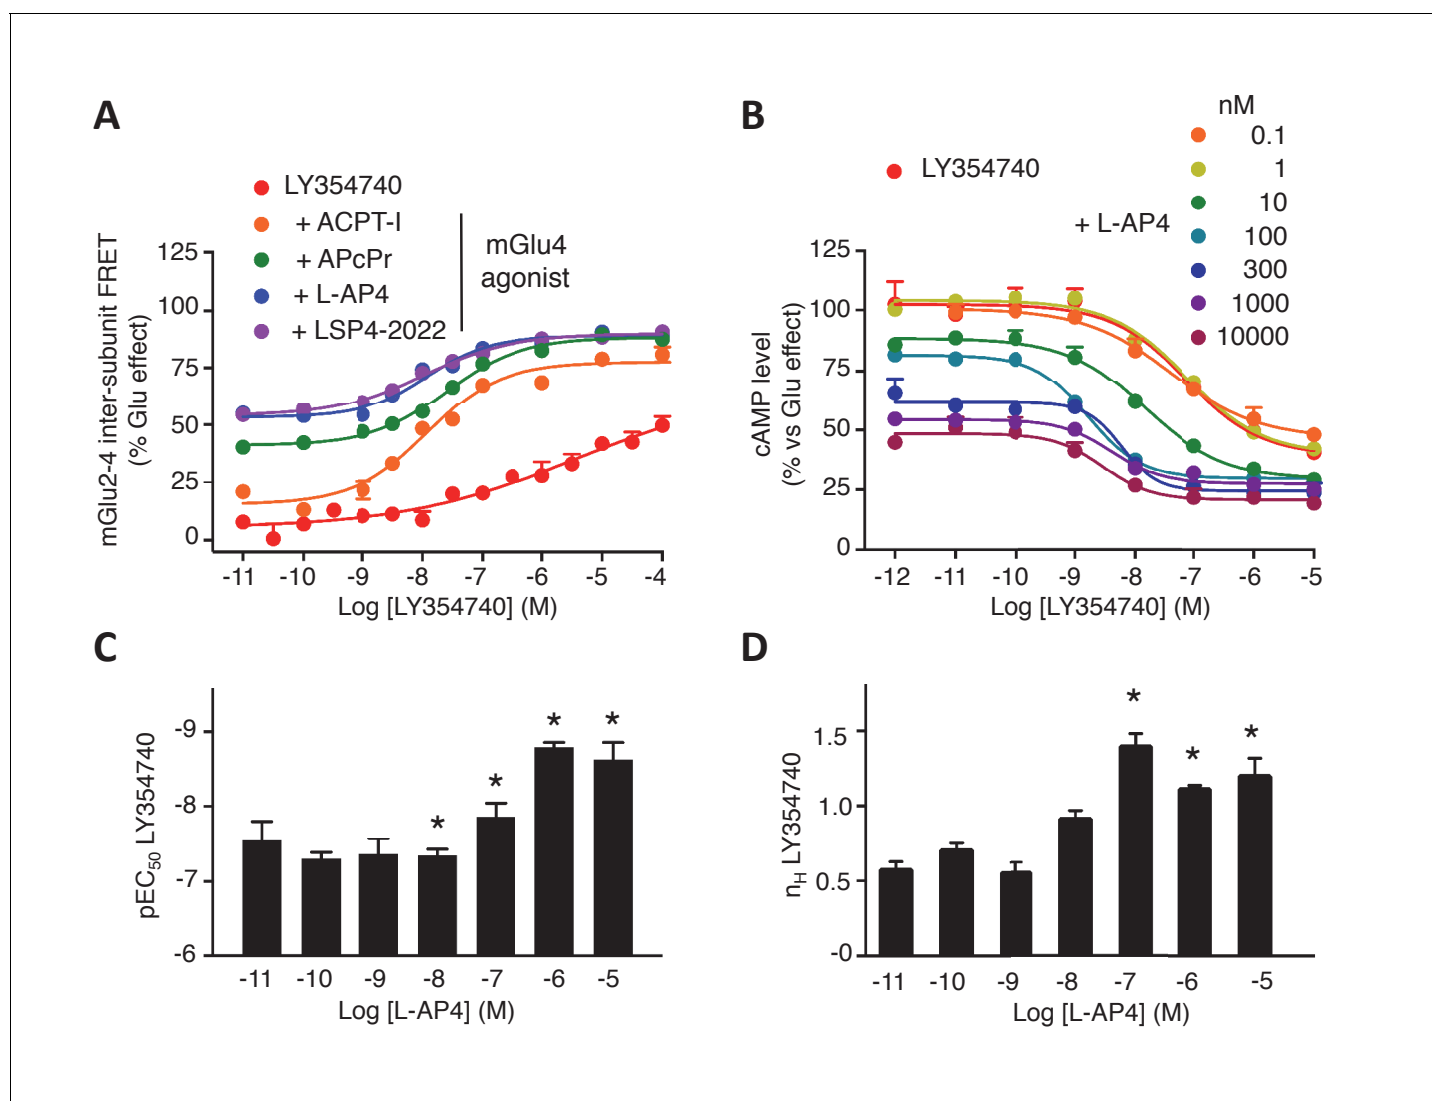 A
LY354740
+ ACPT-I
+ APcPr
+ L-AP4
+ LSP4-2022
mGlu4
agonist
mGlu2-4 inter-subunit FRET
(% Glu effect)
125
100
75
50
25
0
-11 -10 -9 -8 -7 -6 -5 -4
Log [LY354740] (M)
B
LY354740
+ L-AP4
nM
0.1
1
10
100
300
1000
10000
cAMP level
(% vs Glu effect)
125
100
75
50
25
0
-12 -11 -10 -9 -8 -7 -6 -5
Log [LY354740] (M)
C
pEC50 LY354740
-9
-8
-7
-6
* * * *
-11 -10 -9 -8 -7 -6 -5
Log [L-AP4] (M)
D
nH LY354740
1.5
1.0
0.5
-0
* * *
-11 -10 -9 -8 -7 -6 -5
Log [L-AP4] (M)